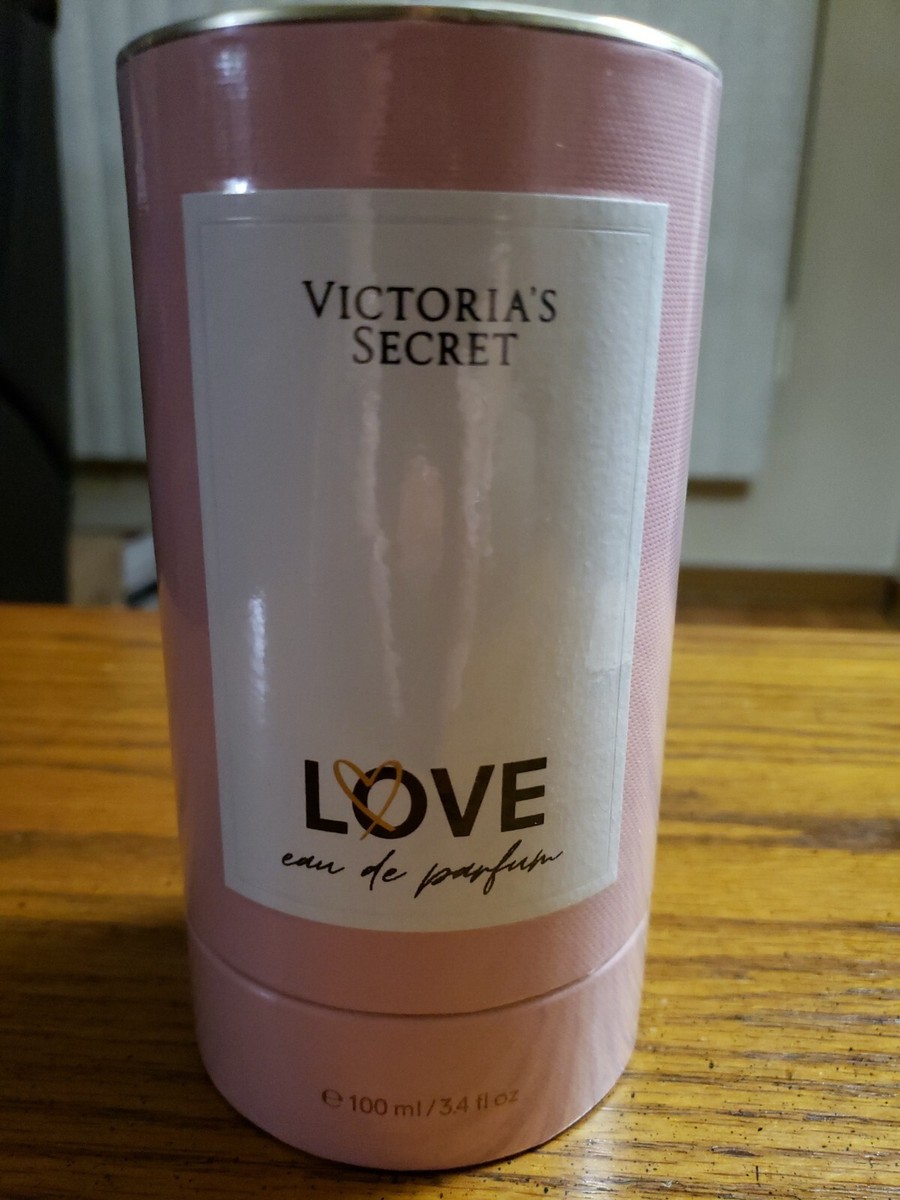 VICTORIA'S
SECRET
LOVE
eau de parfum
℮ 100 ml / 3.4 fl oz